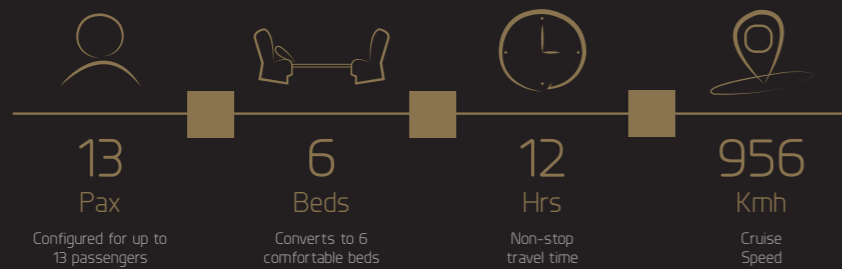 13
Pax
Configured for up to
13 passengers
6
Beds
Converts to 6
comfortable beds
12
Hrs
Non-stop
travel time
956
Kmh
Cruise
Speed